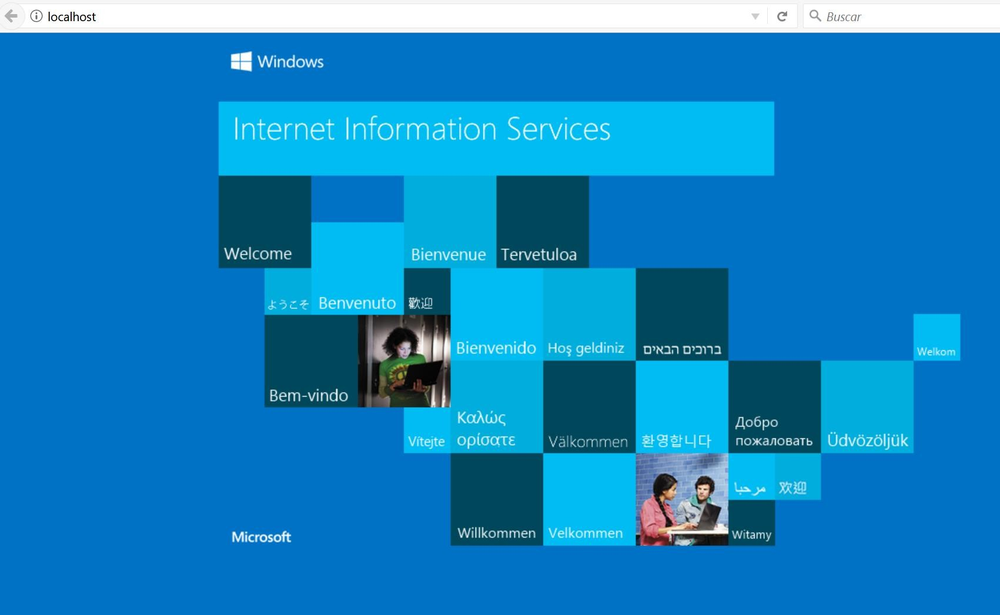 localhost
Buscar
Windows
Internet Information Services
Welcome
Bienvenue
Tervetuloa
ようこそ
Benvenuto
歡迎
Bienvenido
Hoş geldiniz
ברוכים הבאים
Welkom
Bem-vindo
Vítejte
Καλώς
ορίσατε
Välkommen
환영합니다
Добро
пожаловать
Üdvözöljük
مرحبا
欢迎
Microsoft
Willkommen
Velkommen
Witamy